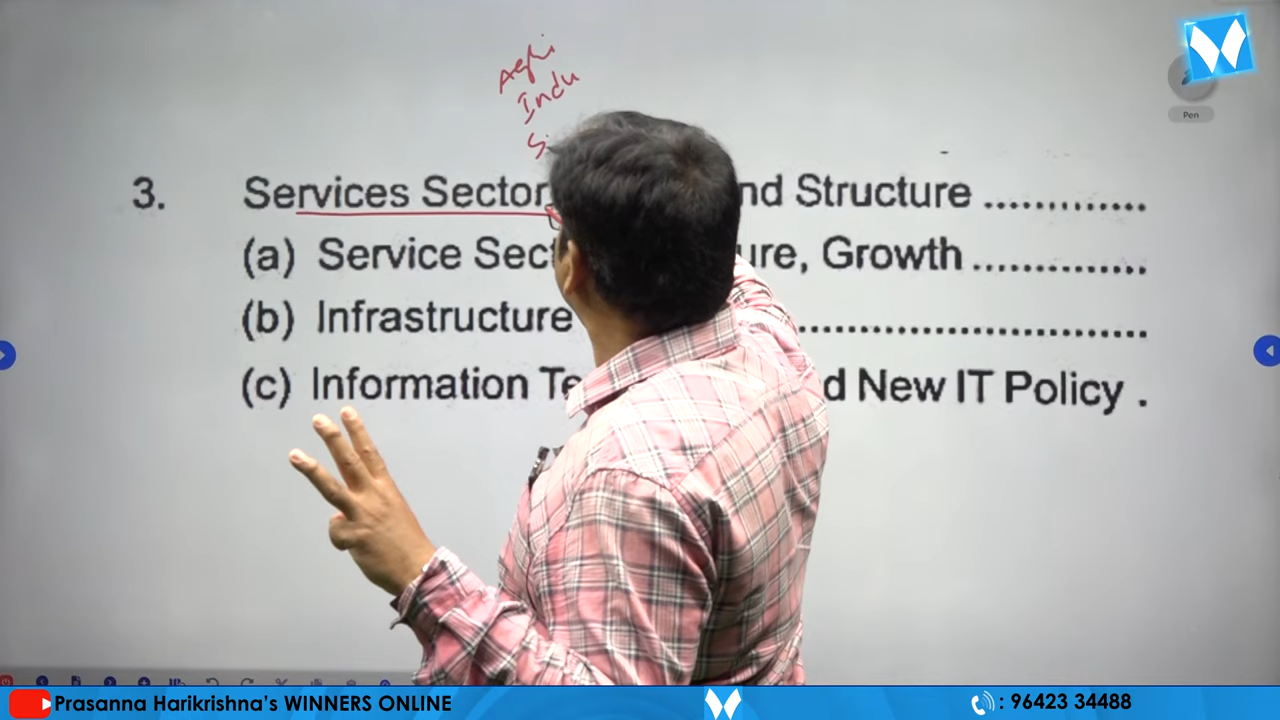 Agri
Indu
S
Pen
3. Services Sector nd Structure .............
(a) Service Sect ure, Growth ..............
(b) Infrastructure ............................
(c) Information Te d New IT Policy .
Prasanna Harikrishna's WINNERS ONLINE
: 96423 34488